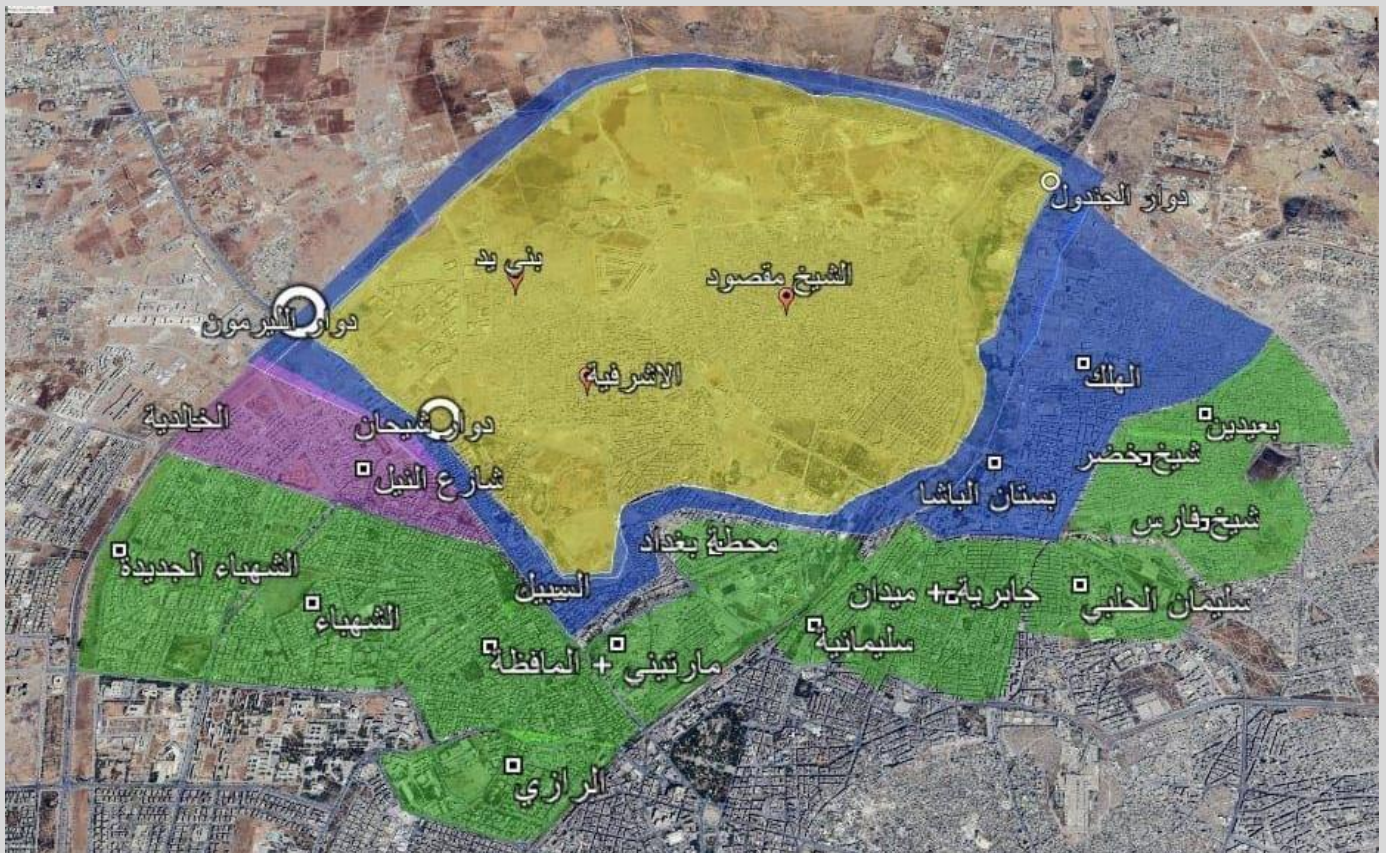 دوار الجندول
بني يد
الشيخ مقصود
دوار الليرمون
الاشرفية
الهلك
الخالدية
دوار شيحان
بعيدين
شيخ خضر
شارع النيل
بستان الباشا
شيخ فارس
محطة بغداد
الشهباء الجديدة
السبيل
جابرية + ميدان
سليمان الحلبي
الشهباء
سليمانية
مارتيني + المافظة
الرازي